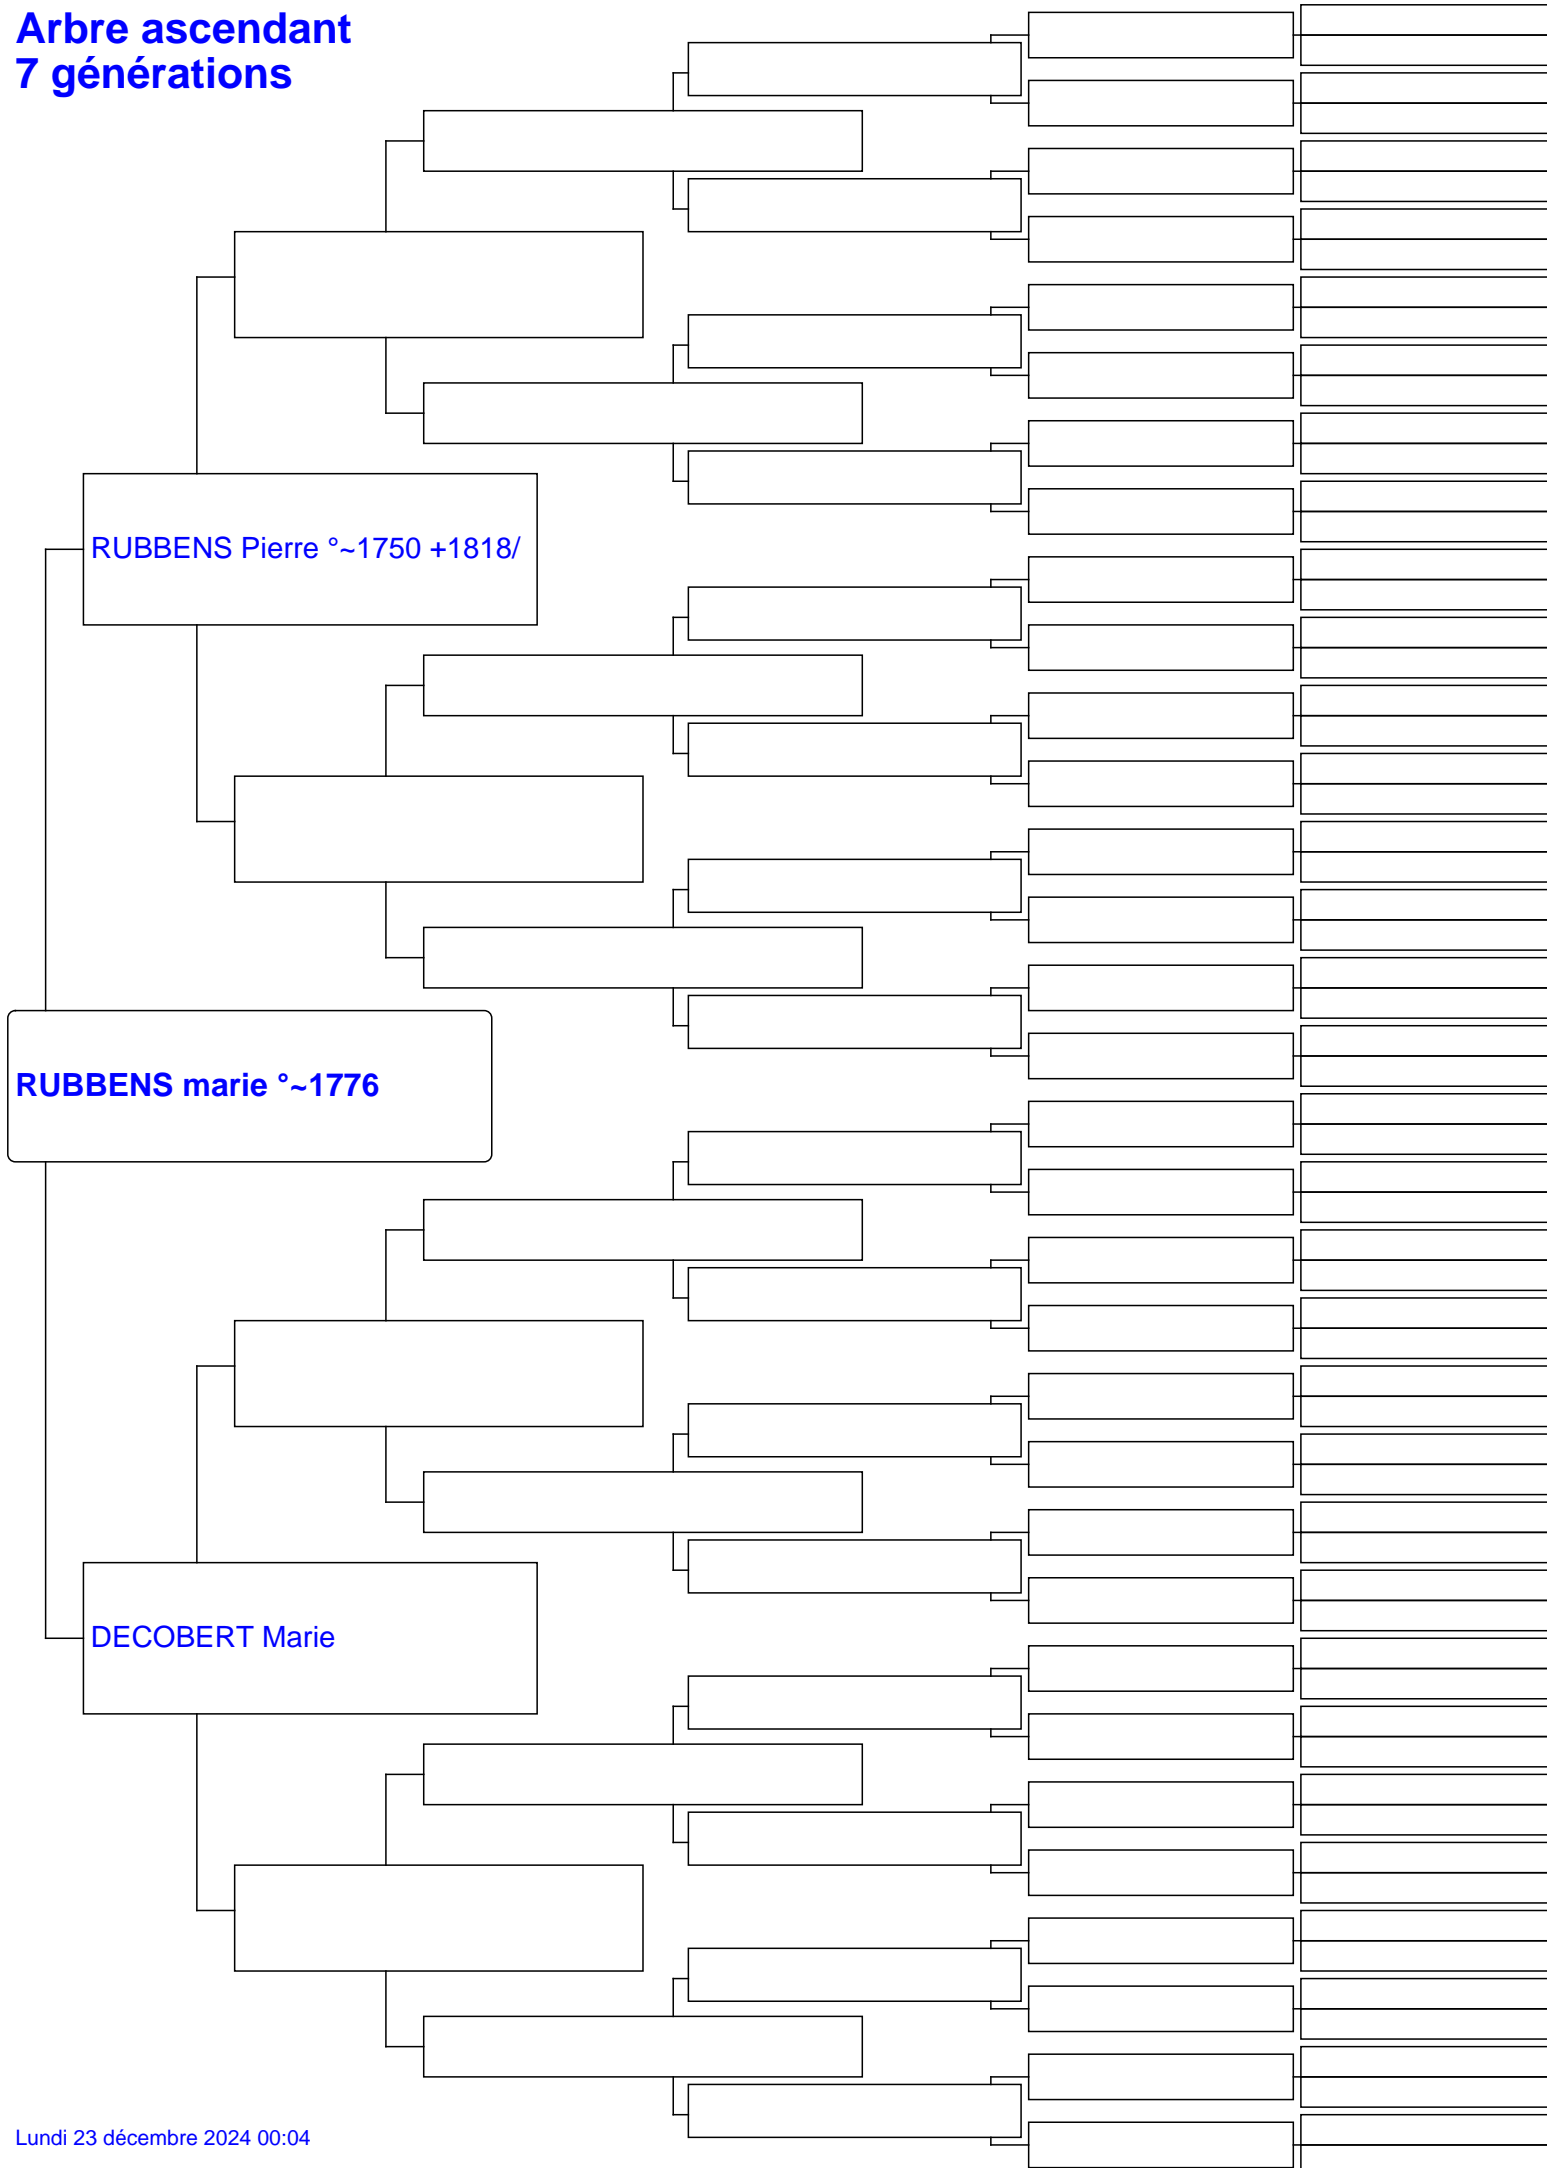 Arbre ascendant
7 générations
RUBBENS Pierre °~1750 +1818/
RUBBENS marie °~1776
DECOBERT Marie
Lundi 23 décembre 2024 00:04